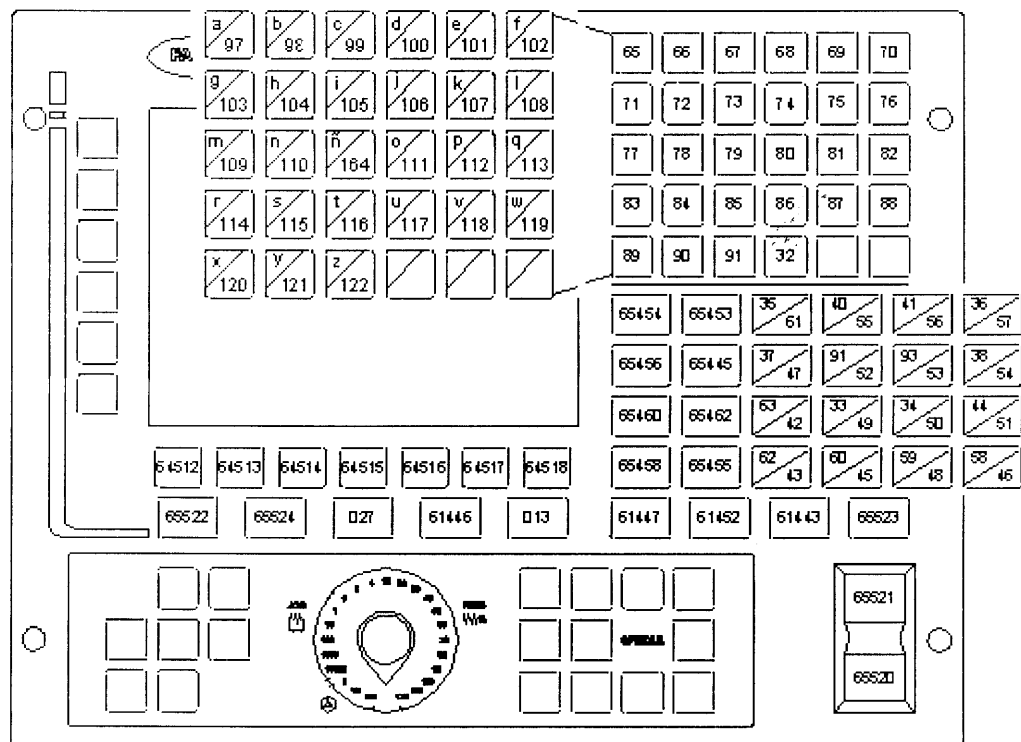 a 97 b 98 c 99 d 100 e 101 f 102
g 103 h 104 i 105 j 106 k 107 l 108
m 109 n 110 ñ 164 o 111 p 112 q 113
r 114 s 115 t 116 u 117 v 118 w 119
x 120 y 121 z 122
65 66 67 68 69 70
71 72 73 74 75 76
77 78 79 80 81 82
83 84 85 86 87 88
89 90 91 32
65454 65453 35 61 40 55 41 56 36 57
65456 65445 37 47 91 52 93 53 38 54
65460 65462 63 42 33 49 34 50 44 51
65458 65455 62 43 60 45 59 48 58 46
64512 64513 64514 64515 64516 64517 64518
65522 65524 027 61446 013 61447 61452 61443 65523
JOG
SPINDLE
65521
65520